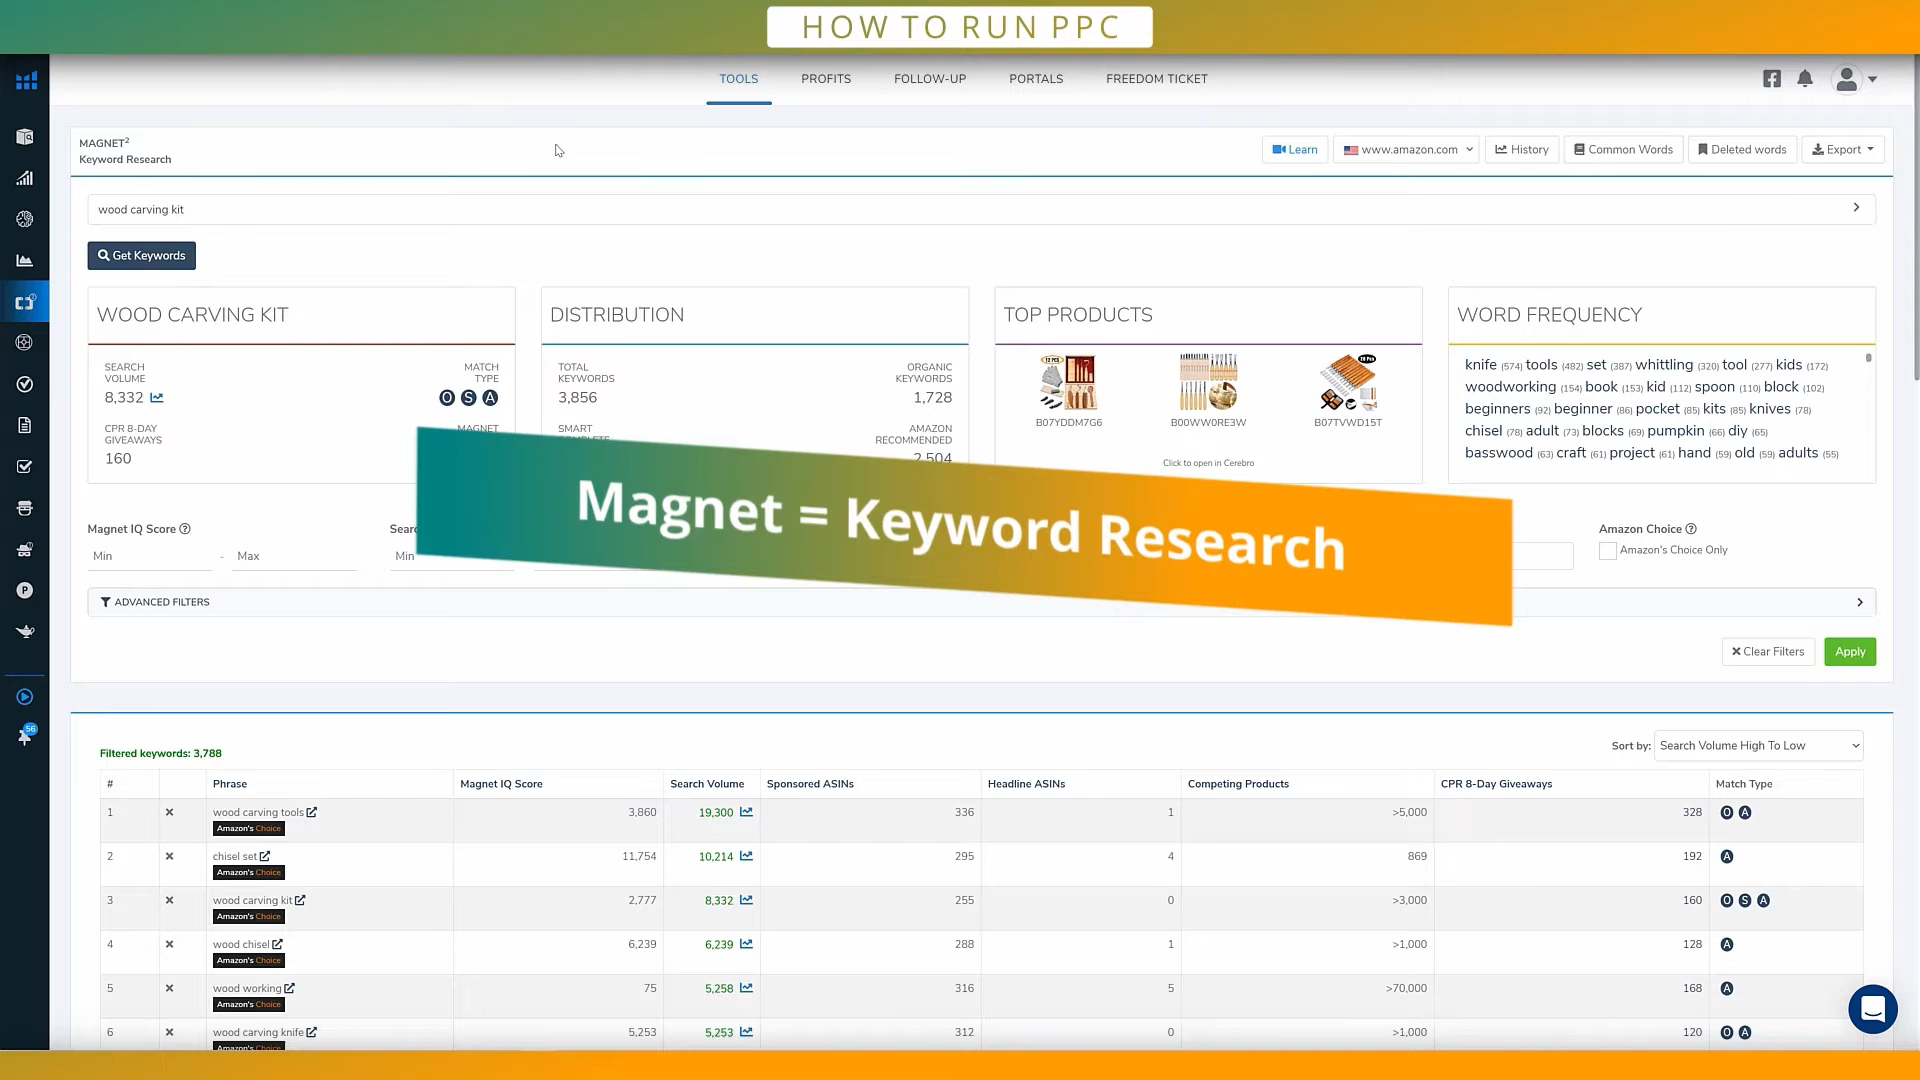 HOW TO RUN PPC
TOOLS PROFITS FOLLOW-UP PORTALS FREEDOM TICKET
MAGNET²
Keyword Research
Learn www.amazon.com History Common Words Deleted words Export
wood carving kit
Get Keywords
WOOD CARVING KIT
SEARCH VOLUME
8,332
MATCH TYPE
O S A
CPR 8-DAY GIVEAWAYS
160
MAGNET
DISTRIBUTION
TOTAL KEYWORDS
3,856
ORGANIC KEYWORDS
1,728
SMART
AMAZON RECOMMENDED
2,504
TOP PRODUCTS
B07YDDM7G6 B00WW0RE3W B07TVWD15T
Click to open in Cerebro
WORD FREQUENCY
knife (574) tools (482) set (387) whittling (320) tool (277) kids (172)
woodworking (154) book (153) kid (112) spoon (110) block (102)
beginners (92) beginner (86) pocket (85) kits (85) knives (78)
chisel (78) adult (73) blocks (69) pumpkin (66) diy (65)
basswood (63) craft (61) project (61) hand (59) old (59) adults (55)
Magnet = Keyword Research
Magnet IQ Score
Min - Max
Min
Amazon Choice
Amazon's Choice Only
ADVANCED FILTERS
Clear Filters Apply
56
Filtered keywords: 3,788
Sort by: Search Volume High To Low
# Phrase Magnet IQ Score Search Volume Sponsored ASINs Headline ASINs Competing Products CPR 8-Day Giveaways Match Type
1 wood carving tools 3,860 19,300 336 1 >5,000 328 O A
Amazon's Choice
2 chisel set 11,754 10,214 295 4 869 192 A
Amazon's Choice
3 wood carving kit 2,777 8,332 255 0 >3,000 160 O S A
Amazon's Choice
4 wood chisel 6,239 6,239 288 1 >1,000 128 A
Amazon's Choice
5 wood working 75 5,258 316 5 >70,000 168 A
Amazon's Choice
6 wood carving knife 5,253 5,253 312 0 >1,000 120 O A
Amazon's Choice